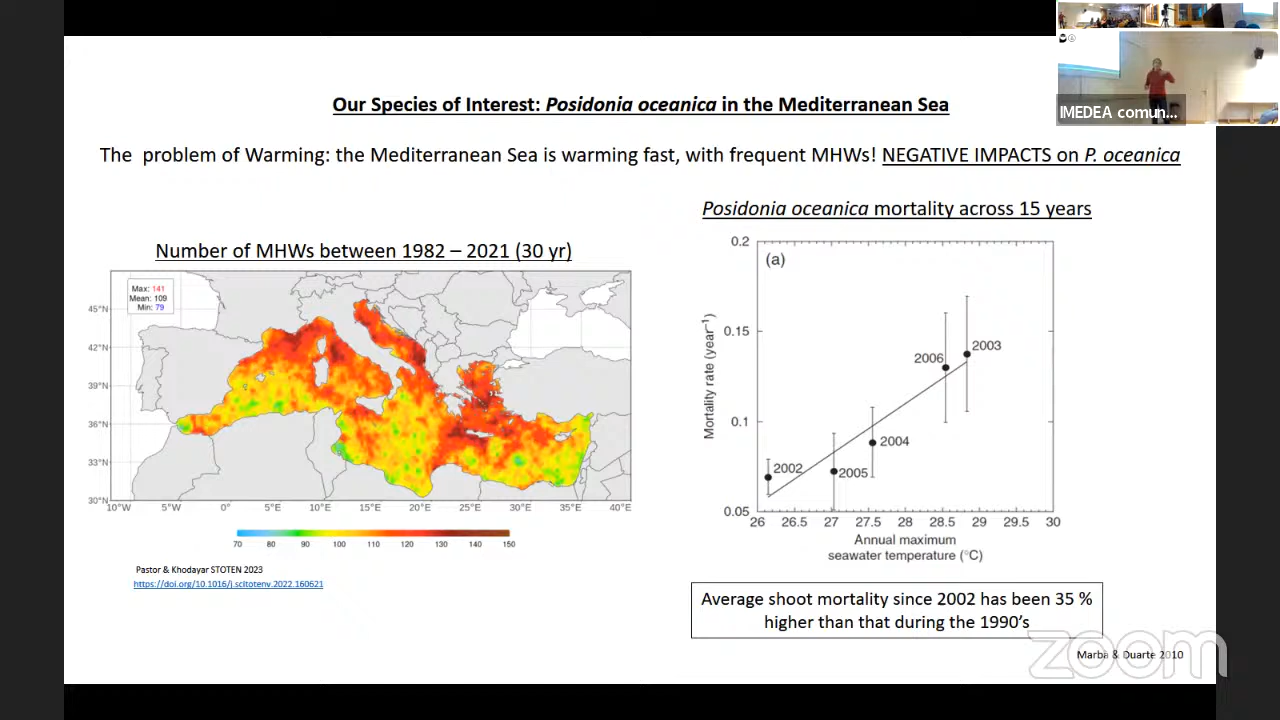 Our Species of Interest: Posidonia oceanica in the Mediterranean Sea
The problem of Warming: the Mediterranean Sea is warming fast, with frequent MHWs! NEGATIVE IMPACTS on P. oceanica
Number of MHWs between 1982 – 2021 (30 yr)
Max: 141
Mean: 109
Min: 79
45°N
42°N
39°N
36°N
33°N
30°N
10°W 5°W 0° 5°E 10°E 15°E 20°E 25°E 30°E 35°E 40°E
70 80 90 100 110 120 130 140 150
Pastor & Khodayar STOTEN 2023
https://doi.org/10.1016/j.scitotenv.2022.160621
Posidonia oceanica mortality across 15 years
(a)
Mortality rate (year⁻¹)
0.2
0.15
0.1
0.05
2002
2005
2004
2006
2003
26 26.5 27 27.5 28 28.5 29 29.5 30
Annual maximum
seawater temperature (°C)
Average shoot mortality since 2002 has been 35 %
higher than that during the 1990’s
Marba & Duarte 2010
zoom
IMEDEA comun...